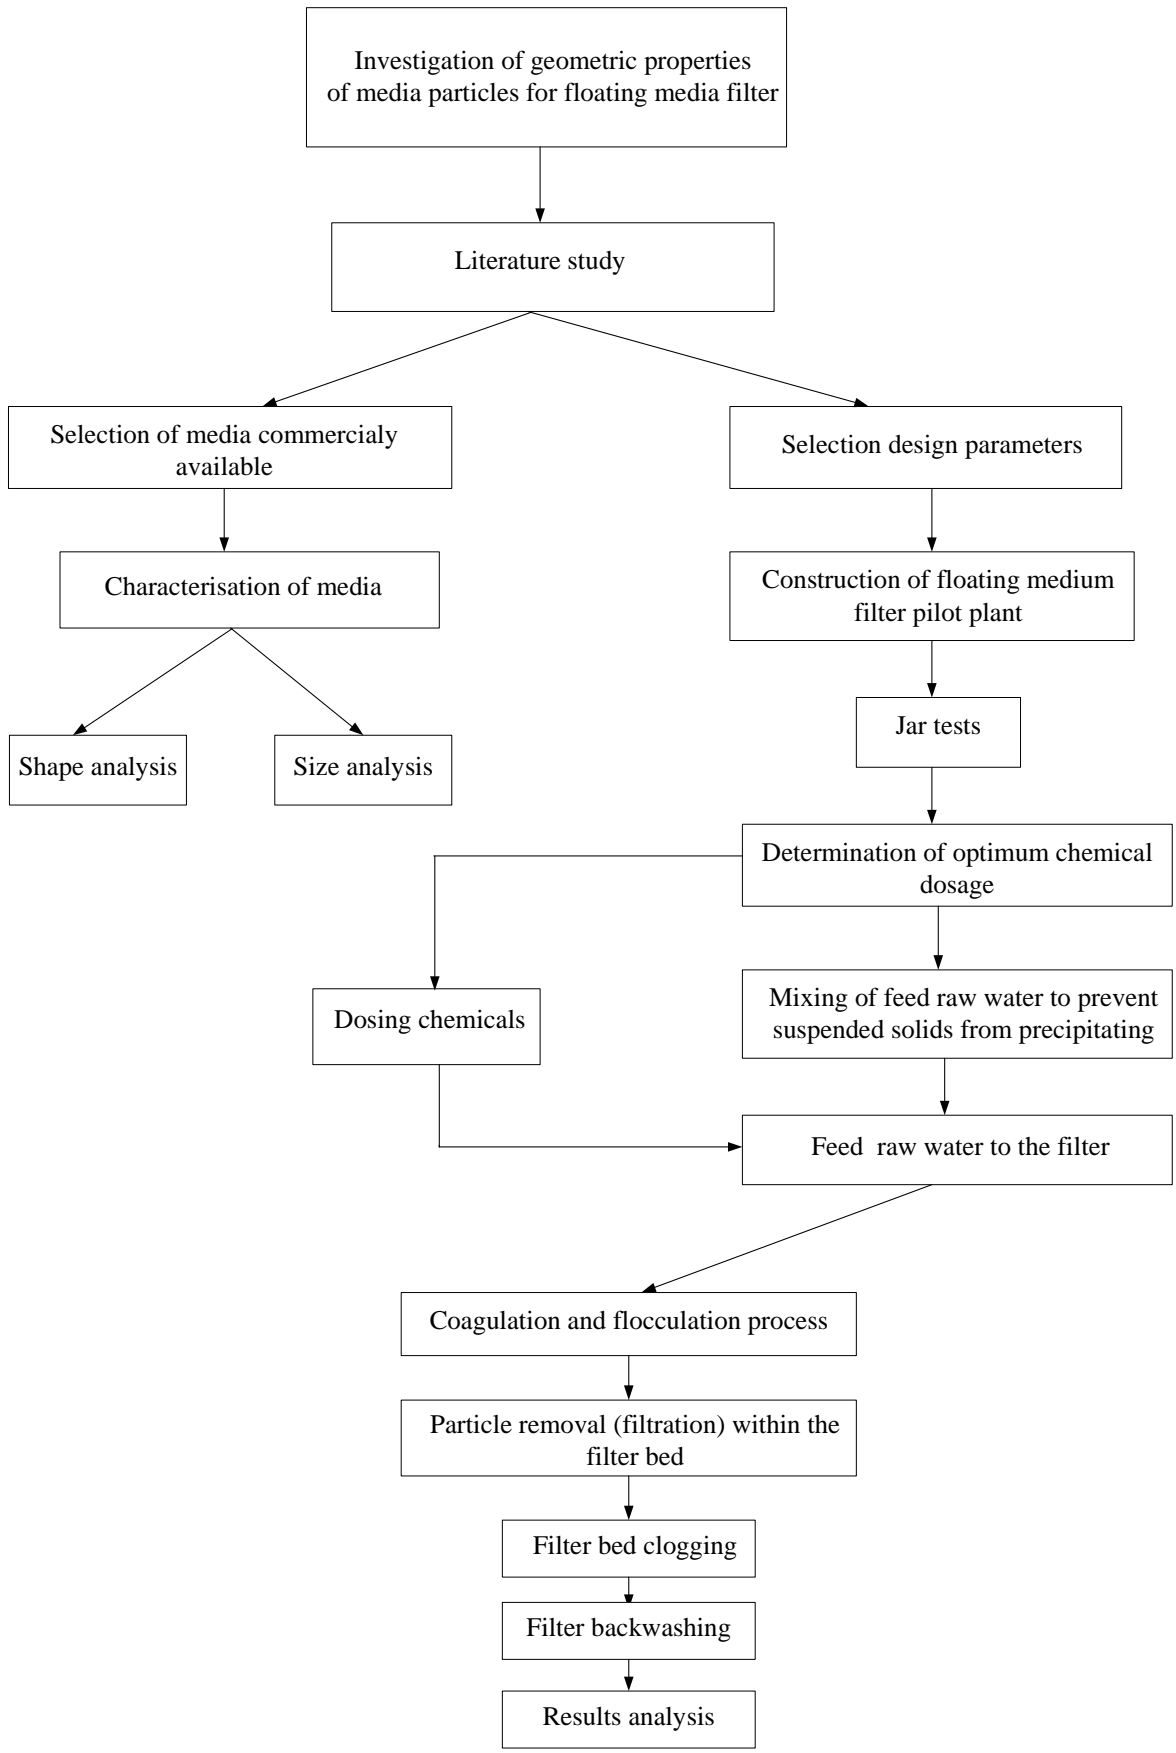 Investigation of geometric properties
of media particles for floating media filter
Literature study
Selection of media commercialy
available
Selection design parameters
Characterisation of media
Construction of floating medium
filter pilot plant
Shape analysis
Size analysis
Jar tests
Determination of optimum chemical
dosage
Dosing chemicals
Mixing of feed raw water to prevent
suspended solids from precipitating
Feed  raw water to the filter
Coagulation and flocculation process
Particle removal (filtration) within the
filter bed
Filter bed clogging
Filter backwashing
Results analysis